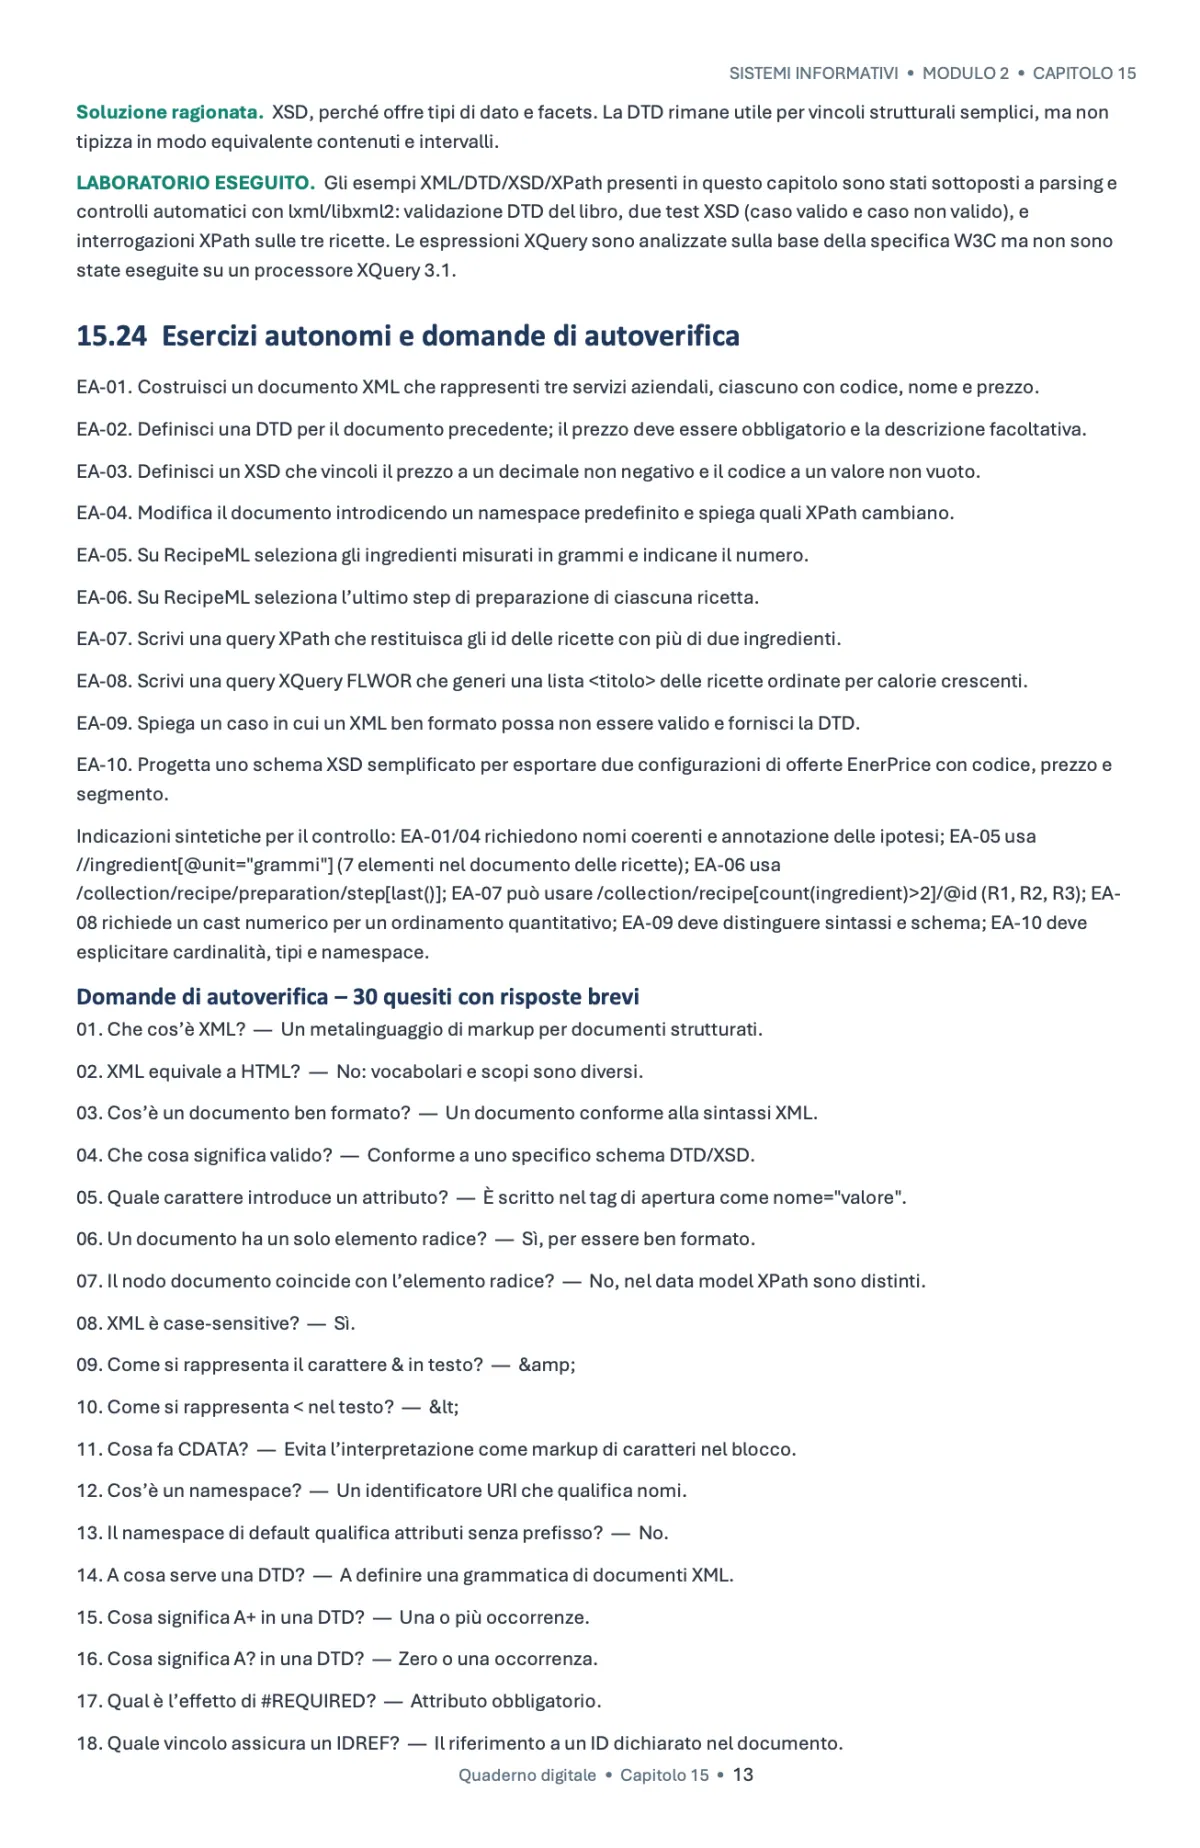 SISTEMI INFORMATIVI • MODULO 2 • CAPITOLO 15
Soluzione ragionata. XSD, perché offre tipi di dato e facets. La DTD rimane utile per vincoli strutturali semplici, ma non
tipizza in modo equivalente contenuti e intervalli.
LABORATORIO ESEGUITO. Gli esempi XML/DTD/XSD/XPath presenti in questo capitolo sono stati sottoposti a parsing e
controlli automatici con lxml/libxml2: validazione DTD del libro, due test XSD (caso valido e caso non valido), e
interrogazioni XPath sulle tre ricette. Le espressioni XQuery sono analizzate sulla base della specifica W3C ma non sono
state eseguite su un processore XQuery 3.1.
15.24 Esercizi autonomi e domande di autoverifica
EA-01. Costruisci un documento XML che rappresenti tre servizi aziendali, ciascuno con codice, nome e prezzo.
EA-02. Definisci una DTD per il documento precedente; il prezzo deve essere obbligatorio e la descrizione facoltativa.
EA-03. Definisci un XSD che vincoli il prezzo a un decimale non negativo e il codice a un valore non vuoto.
EA-04. Modifica il documento introdicendo un namespace predefinito e spiega quali XPath cambiano.
EA-05. Su RecipeML seleziona gli ingredienti misurati in grammi e indicane il numero.
EA-06. Su RecipeML seleziona l’ultimo step di preparazione di ciascuna ricetta.
EA-07. Scrivi una query XPath che restituisca gli id delle ricette con più di due ingredienti.
EA-08. Scrivi una query XQuery FLWOR che generi una lista <titolo> delle ricette ordinate per calorie crescenti.
EA-09. Spiega un caso in cui un XML ben formato possa non essere valido e fornisci la DTD.
EA-10. Progetta uno schema XSD semplificato per esportare due configurazioni di offerte EnerPrice con codice, prezzo e
segmento.
Indicazioni sintetiche per il controllo: EA-01/04 richiedono nomi coerenti e annotazione delle ipotesi; EA-05 usa
//ingredient[@unit="grammi"] (7 elementi nel documento delle ricette); EA-06 usa
/collection/recipe/preparation/step[last()]; EA-07 può usare /collection/recipe[count(ingredient)>2]/@id (R1, R2, R3); EA-
08 richiede un cast numerico per un ordinamento quantitativo; EA-09 deve distinguere sintassi e schema; EA-10 deve
esplicitare cardinalità, tipi e namespace.
Domande di autoverifica – 30 quesiti con risposte brevi
01. Che cos’è XML? — Un metalinguaggio di markup per documenti strutturati.
02. XML equivale a HTML? — No: vocabolari e scopi sono diversi.
03. Cos’è un documento ben formato? — Un documento conforme alla sintassi XML.
04. Che cosa significa valido? — Conforme a uno specifico schema DTD/XSD.
05. Quale carattere introduce un attributo? — È scritto nel tag di apertura come nome="valore".
06. Un documento ha un solo elemento radice? — Sì, per essere ben formato.
07. Il nodo documento coincide con l’elemento radice? — No, nel data model XPath sono distinti.
08. XML è case-sensitive? — Sì.
09. Come si rappresenta il carattere & in testo? — &amp;
10. Come si rappresenta < nel testo? — &lt;
11. Cosa fa CDATA? — Evita l’interpretazione come markup di caratteri nel blocco.
12. Cos’è un namespace? — Un identificatore URI che qualifica nomi.
13. Il namespace di default qualifica attributi senza prefisso? — No.
14. A cosa serve una DTD? — A definire una grammatica di documenti XML.
15. Cosa significa A+ in una DTD? — Una o più occorrenze.
16. Cosa significa A? in una DTD? — Zero o una occorrenza.
17. Qual è l’effetto di #REQUIRED? — Attributo obbligatorio.
18. Quale vincolo assicura un IDREF? — Il riferimento a un ID dichiarato nel documento.
Quaderno digitale • Capitolo 15 • 13